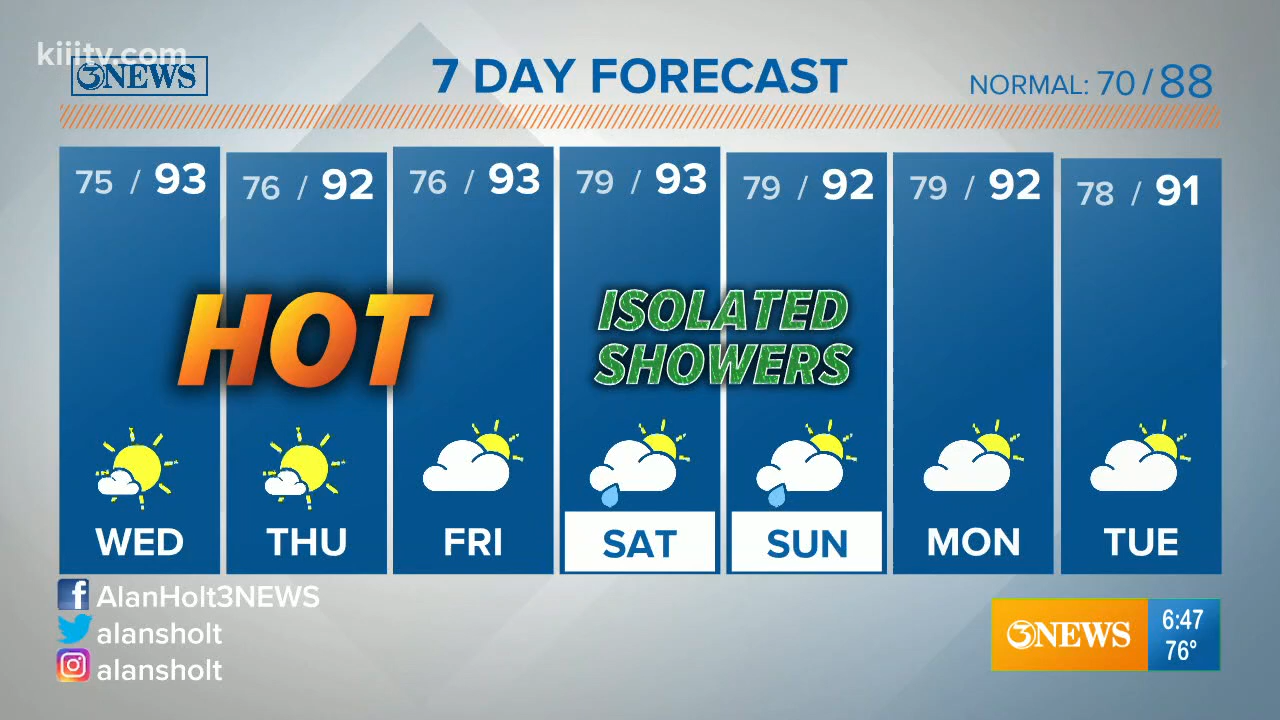 kiiitv.com
3NEWS
7 DAY FORECAST
NORMAL: 70 / 88
75 / 93
76 / 92
76 / 93
79 / 93
79 / 92
79 / 92
78 / 91
HOT
ISOLATED
SHOWERS
WED
THU
FRI
SAT
SUN
MON
TUE
f AlanHolt3NEWS
alansholt
alansholt
3NEWS
6:47
76°